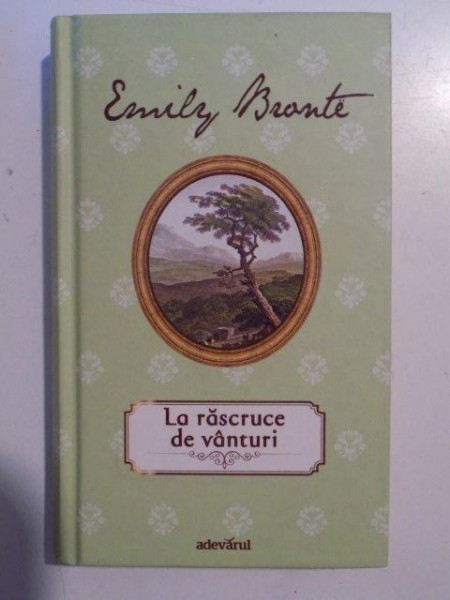 Emily Brontë
La răscruce
de vânturi
adevărul